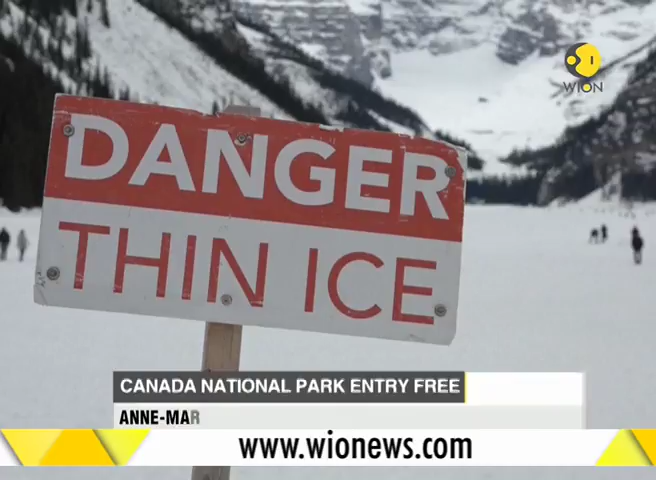 WION
DANGER
THIN ICE
CANADA NATIONAL PARK ENTRY FREE
ANNE-MAR
www.wionews.com